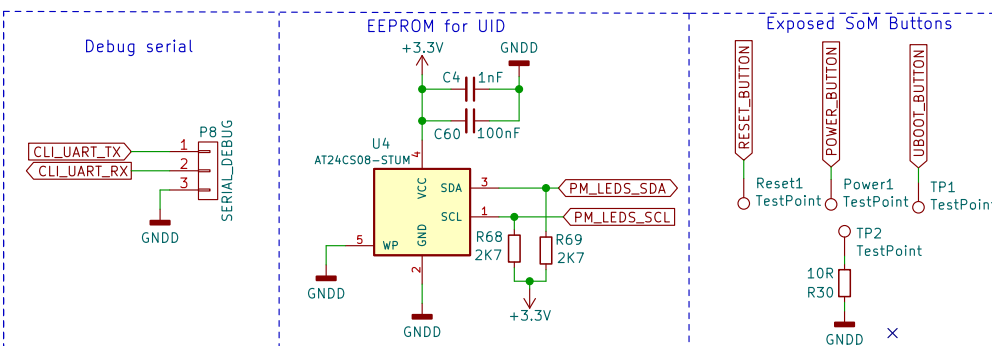 Debug serial
CLI_UART_TX
CLI_UART_RX
1
2
3
P8
SERIAL_DEBUG
GNDD
EEPROM for UID
+3.3V
GNDD
C4
1nF
C60
100nF
U4
AT24CS08-STUM
4
VCC
SDA
3
PM_LEDS_SDA
SCL
1
PM_LEDS_SCL
5
WP
GND
2
GNDD
GNDD
R68
2K7
R69
2K7
+3.3V
Exposed SoM Buttons
RESET_BUTTON
POWER_BUTTON
UBOOT_BUTTON
Reset1
TestPoint
Power1
TestPoint
TP1
TestPoint
TP2
TestPoint
10R
R30
GNDD